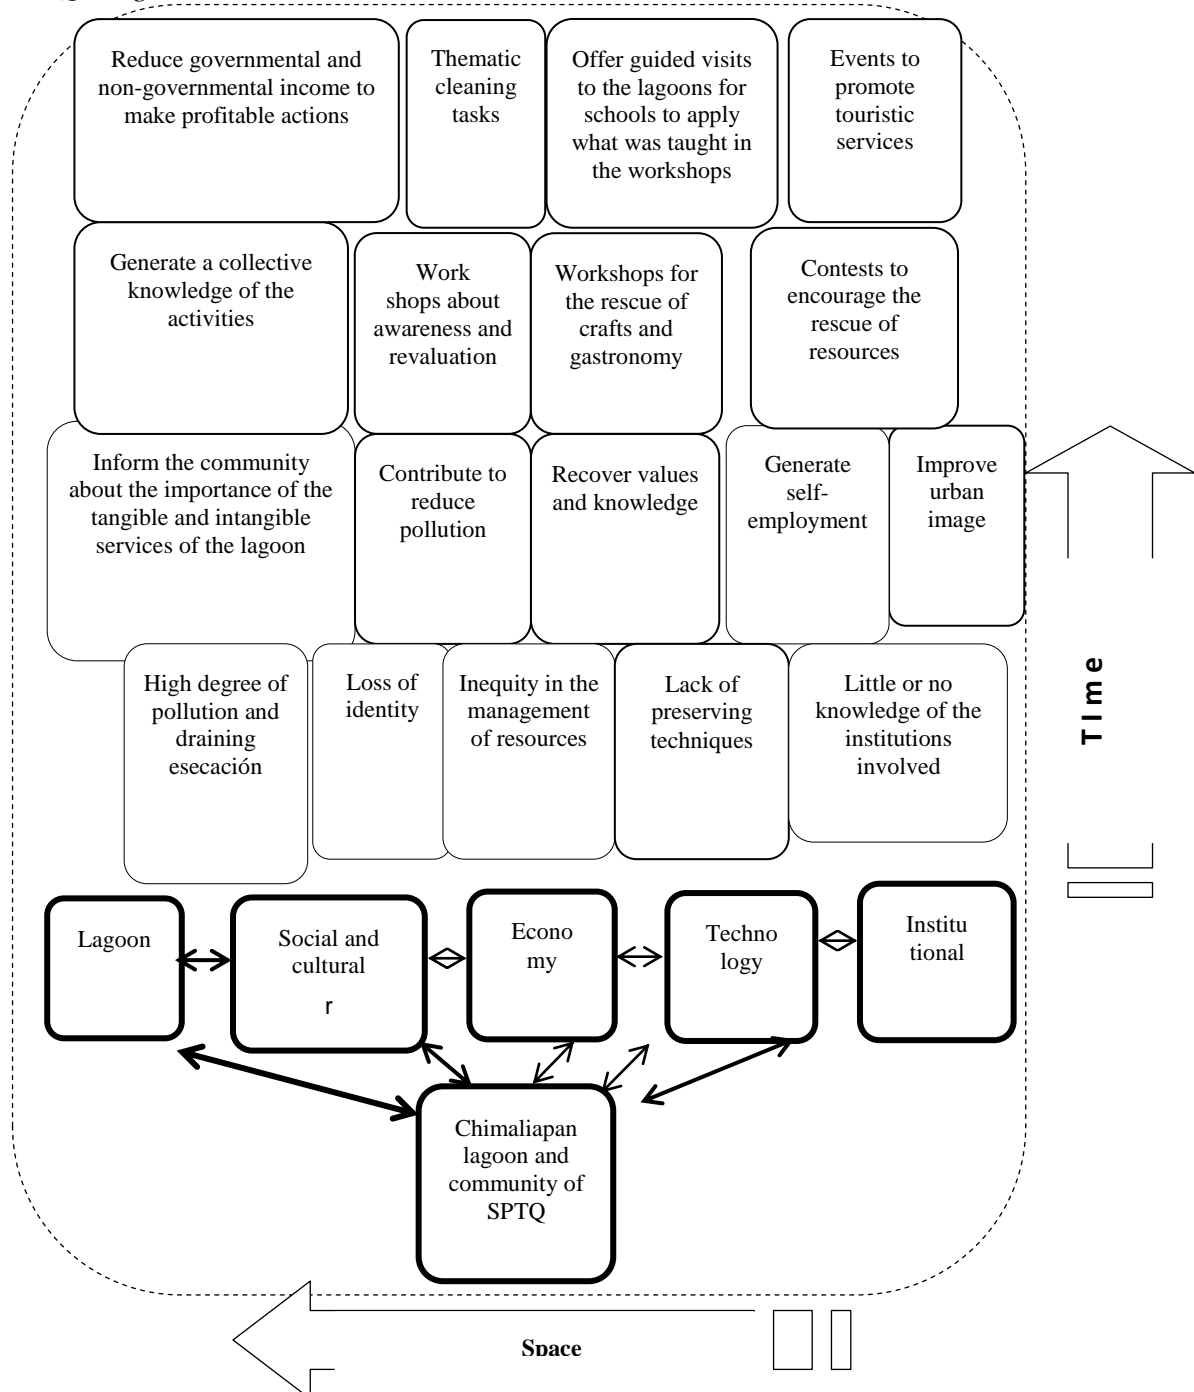 Reduce governmental and
non-governmental income to
make profitable actions
Thematic
cleaning
tasks
Offer guided visits
to the lagoons for
schools to apply
what was taught in
the workshops
Events to
promote
touristic
services
Generate a collective
knowledge of the
activities
Work
shops about
awareness and
revaluation
Workshops for
the rescue of
crafts and
gastronomy
Contests to
encourage the
rescue of
resources
Inform the community
about the importance of the
tangible and intangible
services of the lagoon
Contribute to
reduce
pollution
Recover values
and knowledge
Generate
self-
employment
Improve
urban
image
High degree of
pollution and
draining
esecación
Loss of
identity
Inequity in the
management
of resources
Lack of
preserving
techniques
Little or no
knowledge of the
institutions
involved
TIme
Lagoon
Social and
cultural
r
Econo
my
Techno
logy
Institu
tional
Chimaliapan
lagoon and
community of
SPTQ
Space